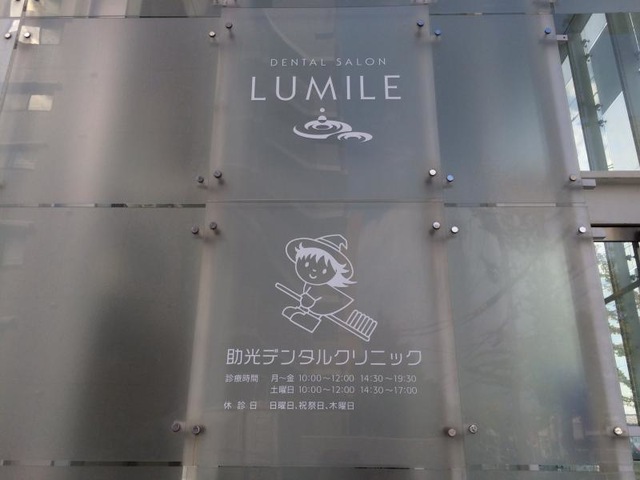 DENTAL SALON
LUMILE
助光デンタルクリニック
診療時間 月〜金 10:00〜12:00 14:30〜19:30
土曜日 10:00〜12:00 14:30〜17:00
休診日 日曜日、祝祭日、木曜日